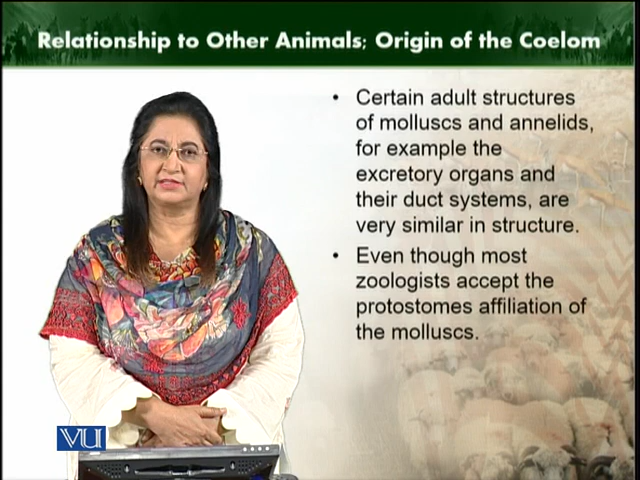 Relationship to Other Animals; Origin of the Coelom
• Certain adult structures
of molluscs and annelids,
for example the
excretory organs and
their duct systems, are
very similar in structure.
• Even though most
zoologists accept the
protostomes affiliation of
the molluscs.
VU